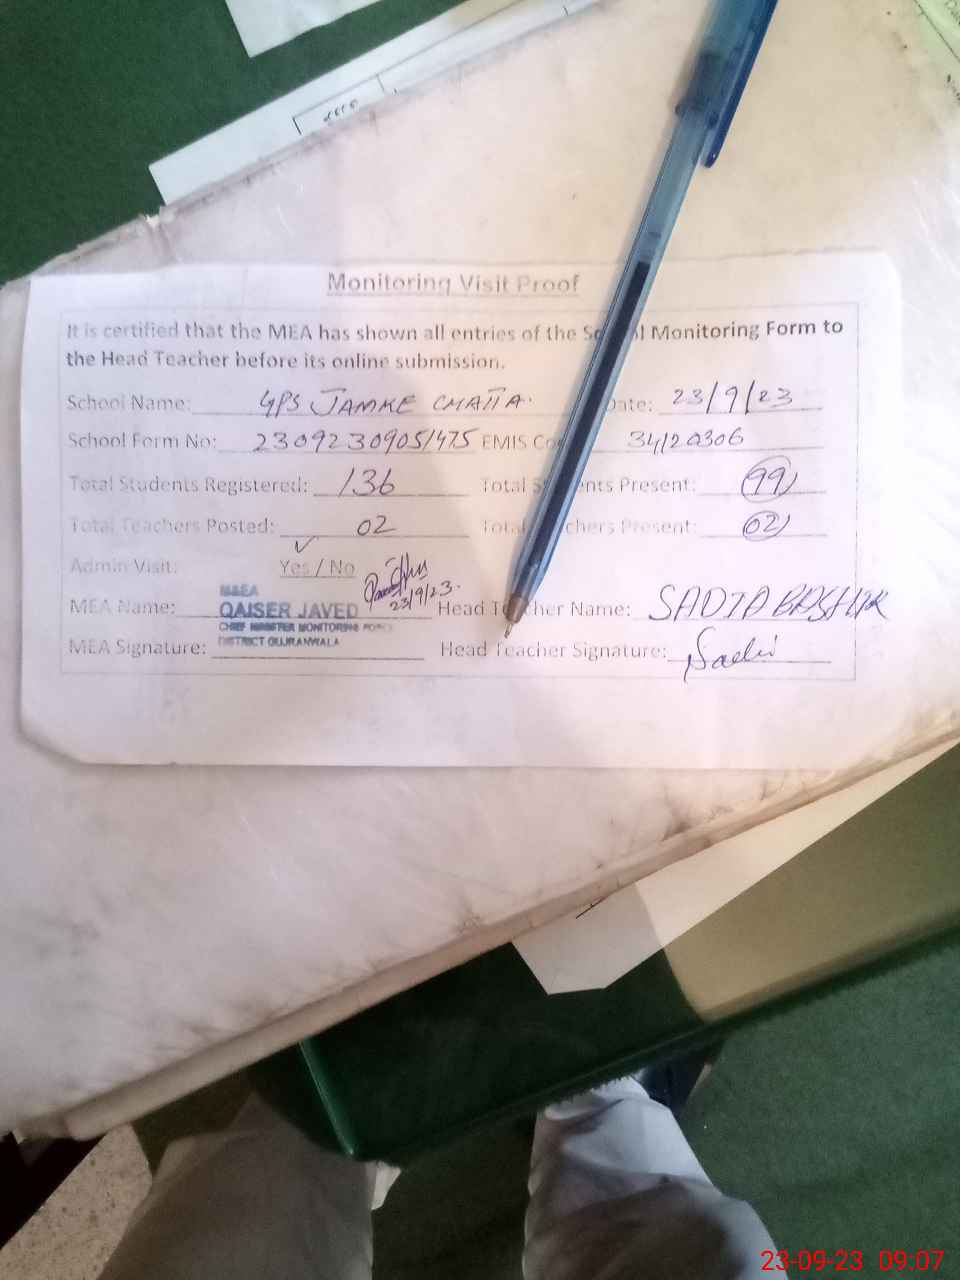 Monitoring Visit Proof
It is certified that the MEA has shown all entries of the School Monitoring Form to
the Head Teacher before its online submission.
School Name: GPS JAMKE CHATTA. Date: 23/9/23
School Form No: 230923090511475 EMIS Co 34120306
Total Students Registered: 136 Total Students Present: 99
Total Teachers Posted: 02 Total Teachers Present: 02
Admin Visit: Yes / No
23/9/23.
MEA
MEA Name: QAISER JAVED Head Teacher Name: SADIA BASHIR
CHIEF MINISTER MONITORING FORCE
DISTRICT GUJRANWALA
MEA Signature: Head Teacher Signature: Sadia
23-09-23 09:07